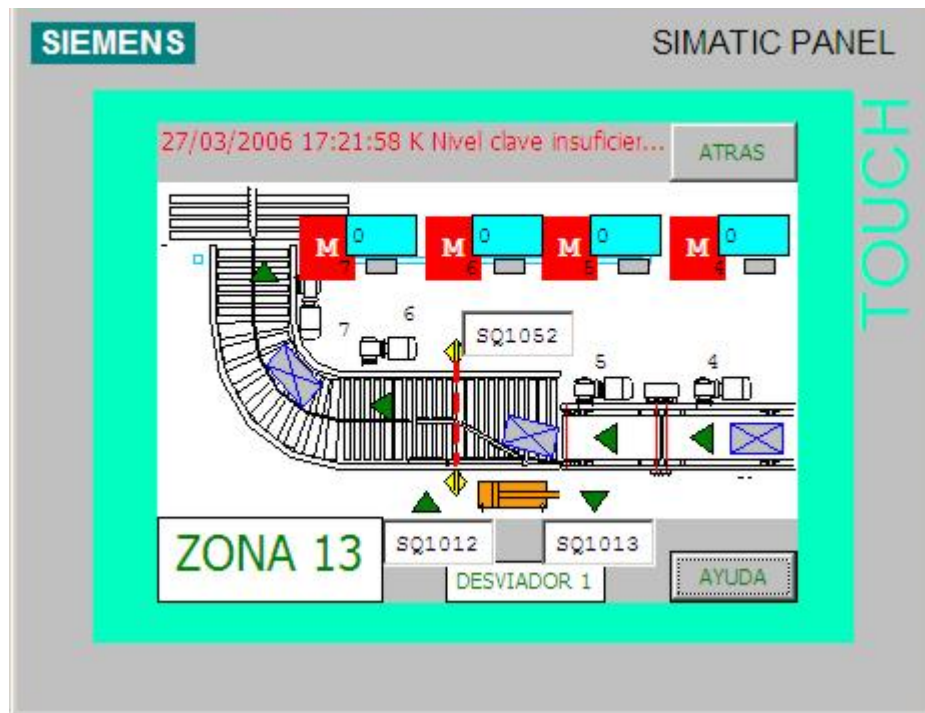 SIEMENS
SIMATIC PANEL
TOUCH
27/03/2006 17:21:58 K Nivel clave insuficier...
ATRAS
M 0 M 0 M 0 M 0
7 6 5 4
6
7
SQ1052
5
4
ZONA 13
SQ1012
SQ1013
DESVIADOR 1
AYUDA